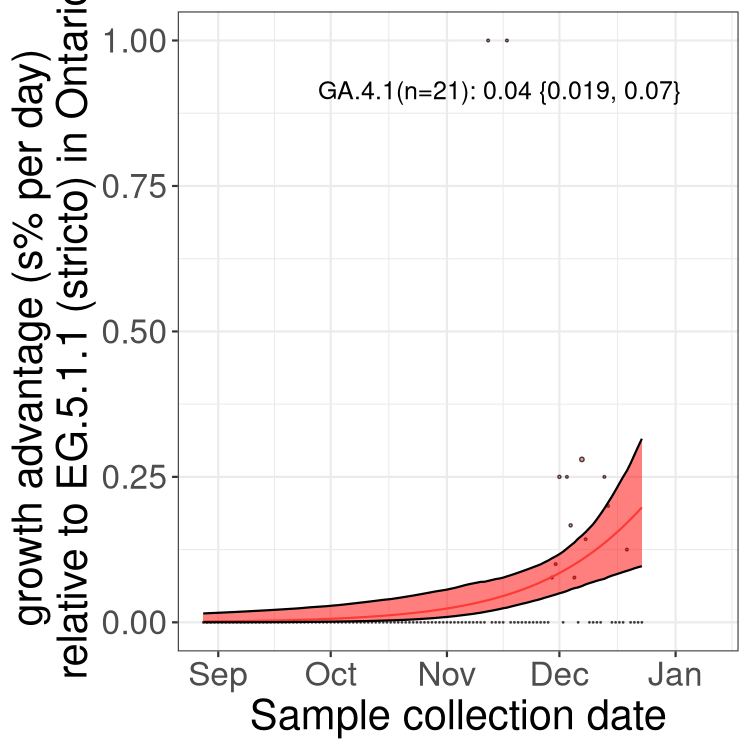 growth advantage (s% per day)
relative to EG.5.1.1 (stricto) in Ontario
1.00
0.75
0.50
0.25
0.00
GA.4.1(n=21): 0.04 {0.019, 0.07}
Sep Oct Nov Dec Jan
Sample collection date